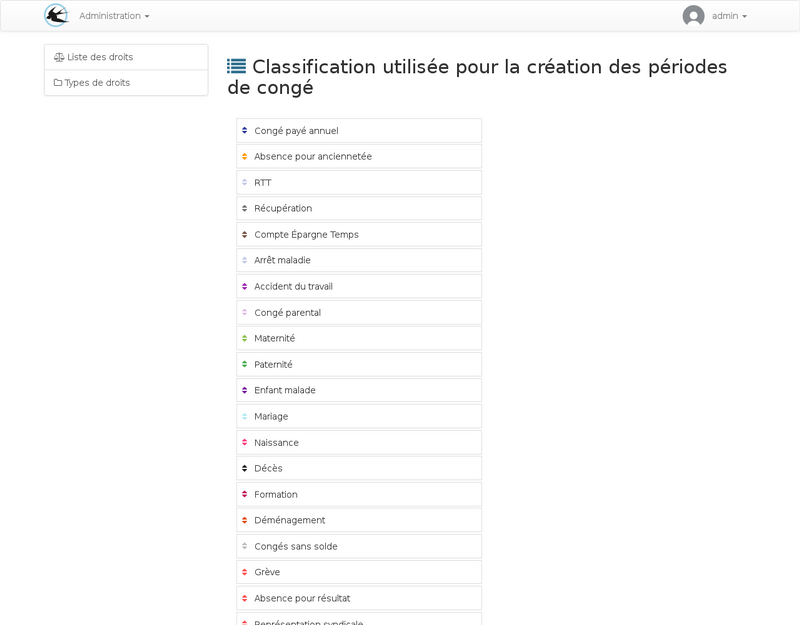 Administration
admin
Liste des droits
Types de droits
Classification utilisée pour la création des périodes
de congé
Congé payé annuel
Absence pour anciennetée
RTT
Récupération
Compte Épargne Temps
Arrêt maladie
Accident du travail
Congé parental
Maternité
Paternité
Enfant malade
Mariage
Naissance
Décès
Formation
Déménagement
Congés sans solde
Grève
Absence pour résultat
Représentation syndicale